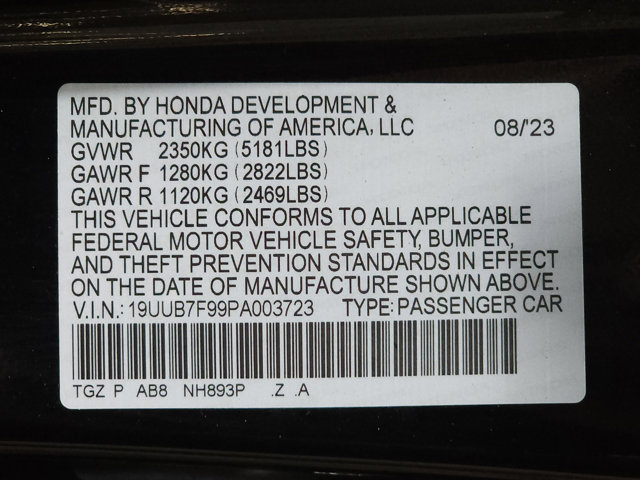 MFD. BY HONDA DEVELOPMENT &
MANUFACTURING OF AMERICA, LLC 08/'23
GVWR 2350KG (5181LBS)
GAWR F 1280KG (2822LBS)
GAWR R 1120KG (2469LBS)
THIS VEHICLE CONFORMS TO ALL APPLICABLE
FEDERAL MOTOR VEHICLE SAFETY, BUMPER,
AND THEFT PREVENTION STANDARDS IN EFFECT
ON THE DATE OF MANUFACTURE SHOWN ABOVE.
V.I.N.: 19UUB7F99PA003723 TYPE: PASSENGER CAR
TGZ P AB8 NH893P .Z .A